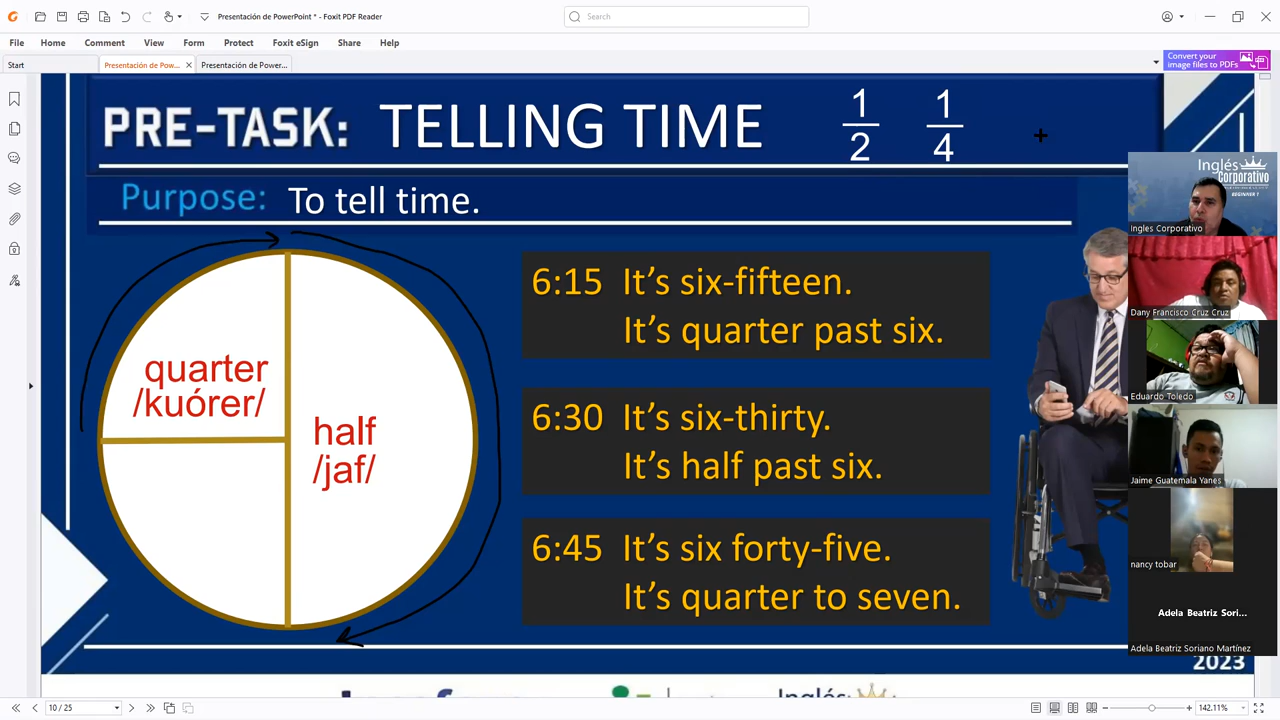 Presentación de PowerPoint * - Foxit PDF Reader
Search
File Home Comment View Form Protect Foxit eSign Share Help
Start
Presentación de Pow...
Presentación de Power...
Convert your
image files to PDFs
PRE-TASK: TELLING TIME
1
2
1
4
Purpose: To tell time.
quarter
/kuórer/
half
/jaf/
6:15 It's six-fifteen.
It's quarter past six.
6:30 It's six-thirty.
It's half past six.
6:45 It's six forty-five.
It's quarter to seven.
Inglés
Corporativo
BEGINNER 1
Ingles Corporativo
Dany Francisco Cruz Cruz
Eduardo Toledo
Jaime Guatemala Yanes
nancy tobar
Adela Beatriz Sori...
Adela Beatriz Soriano Martínez
2023
Inglés
10 / 25
142.11%